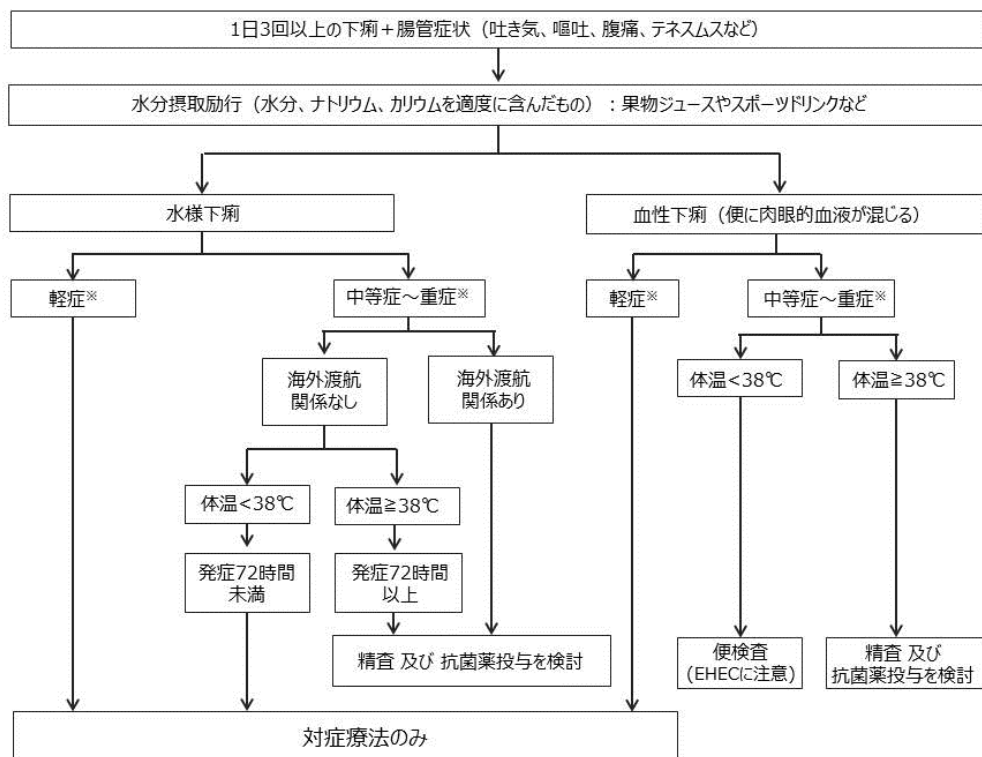 1日3回以上の下痢＋腸管症状（吐き気、嘔吐、腹痛、テネスムスなど）
水分摂取励行（水分、ナトリウム、カリウムを適度に含んだもの）：果物ジュースやスポーツドリンクなど
水様下痢
血性下痢（便に肉眼的血液が混じる）
軽症※
中等症～重症※
軽症※
中等症～重症※
海外渡航
関係なし
海外渡航
関係あり
体温<38℃
体温≧38℃
体温<38℃
体温≧38℃
発症72時間
未満
発症72時間
以上
精査 及び 抗菌薬投与を検討
便検査
(EHECに注意)
精査 及び
抗菌薬投与を検討
対症療法のみ